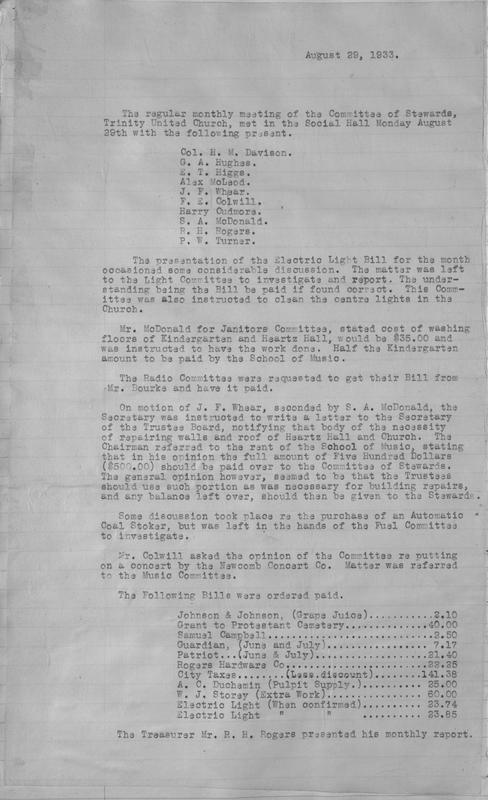 August 29, 1933.
The regular monthly meeting of the Committee of Stewards,
Trinity United Church, met in the Social Hall Monday August
29th with the following present.
Col. H. M. Davison.
G. A. Hughes.
E. T. Higgs.
Alex McLeod.
J. F. Whear.
F. E. Colwill.
Harry Cudmore.
S. A. McDonald.
R. H. Rogers.
P. W. Turner.
The presentation of the Electric Light Bill for the month
occasioned some considerable discussion. The matter was left
to the Light Committee to investigate and report. The under-
standing being the Bill be paid if found correct. This Comm-
ittee was also instructed to clean the centre lights in the
Church.
Mr. McDonald for Janitors Committee, stated cost of washing
floors of Kindergarten and Heartz Hall, would be $35.00 and
was instructed to have the work done. Half the Kindergarten
amount to be paid by the School of Music.
The Radio Committee were requested to get their Bill from
Mr. Bourke and have it paid.
On motion of J. F. Whear, seconded by S. A. McDonald, the
Secretary was instructed to write a letter to the Secretary
of the Trustee Board, notifying that body of the necessity
of repairing walls and roof of Heartz Hall and Church. The
Chairman referred to the rent of the School of Music, stating
that in his opinion the full amount of Five Hundred Dollars
($500.00) should be paid over to the Committee of Stewards.
The general opinion however, seemed to be that the Trustees
should use such portion as was necessary for building repairs,
and any balance left over, should then be given to the Stewards.
Some discussion took place re the purchase of an Automatic
Coal Stoker, but was left in the hands of the Fuel Committee
to investigate.
Mr. Colwill asked the opinion of the Committee re putting
on a concert by the Newcomb Concert Co. Matter was referred
to the Music Committee.
The Following Bills were ordered paid.
Johnson & Johnson, (Grape Juice)..........2.10
Grant to Protestant Cemetery............40.00
Samuel Campbell.........................2.50
Guardian, (June and July)................7.17
Patriot...(June & July).................21.40
Rogers Hardware Co.....................22.25
City Taxes........(Less discount).......141.38
A. C. Duchemin (Pulpit Supply.)......... 25.00
W. J. Storey (Extra Work)............... 60.00
Electric Light (When confirmed)......... 23.74
Electric Light " " ......... 23.85
The Treasurer Mr. R. H. Rogers presented his monthly report.